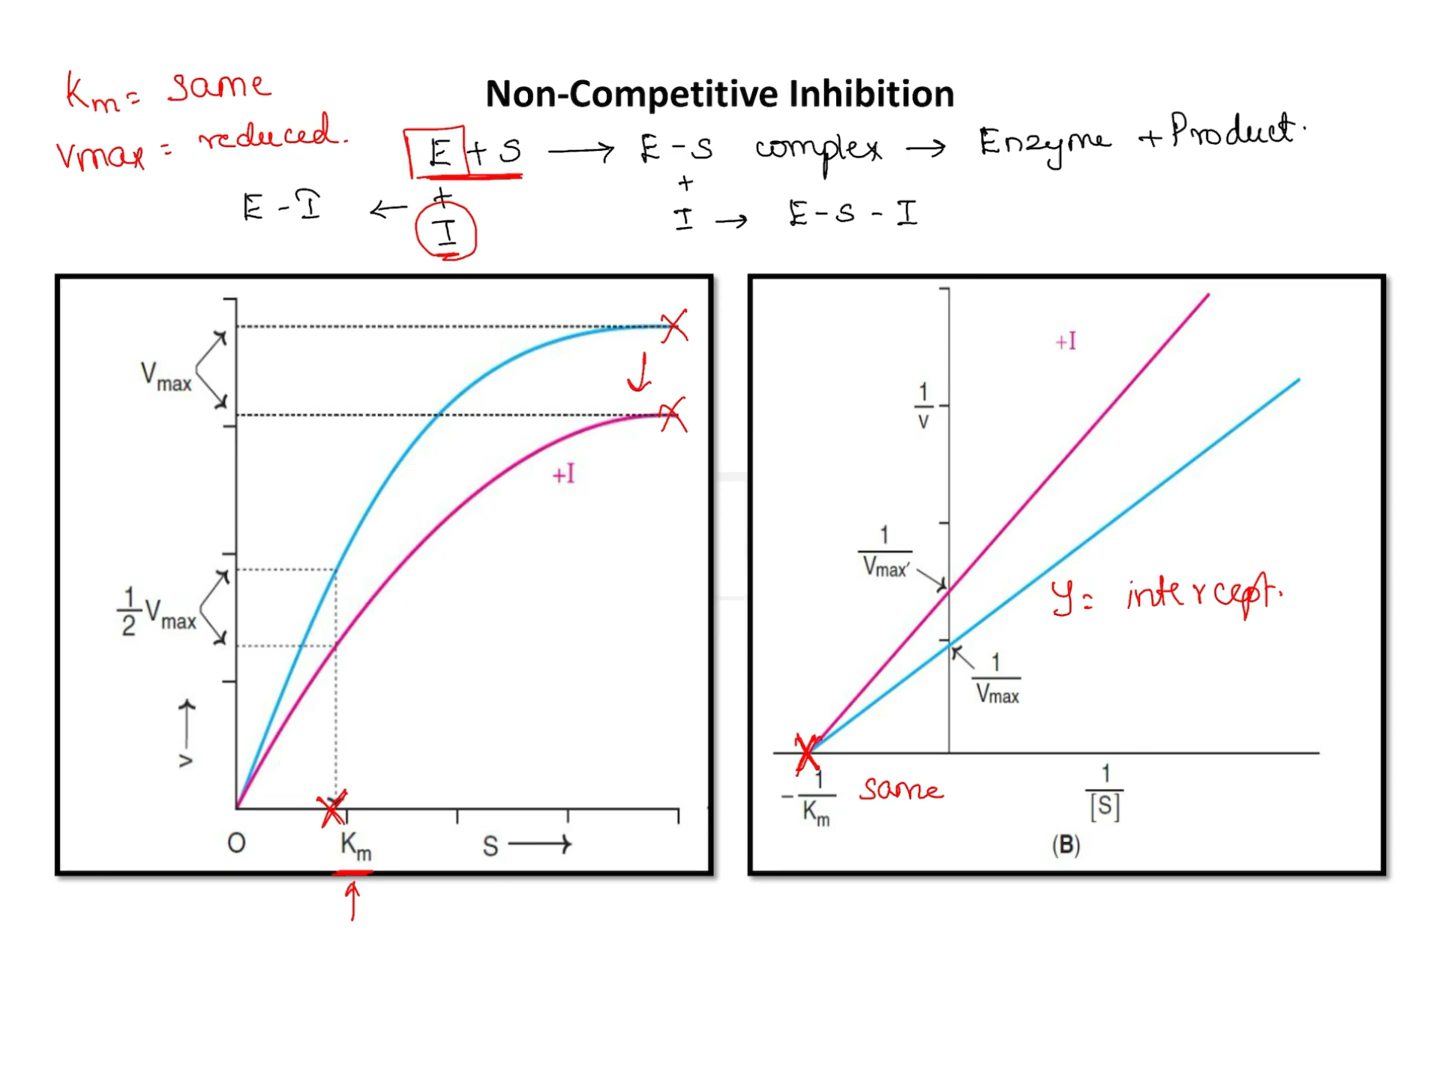 Non-Competitive Inhibition
Km = same
Vmax = reduced.
E + S → E-S complex → Enzyme + Product.
+ +
E-I ← I I → E-S-I
Vmax
+I
1/2 Vmax
v →
O Km S →
+I
1/v
1/Vmax'
y = intercept.
1/Vmax
-1/Km same 1/[S]
(B)